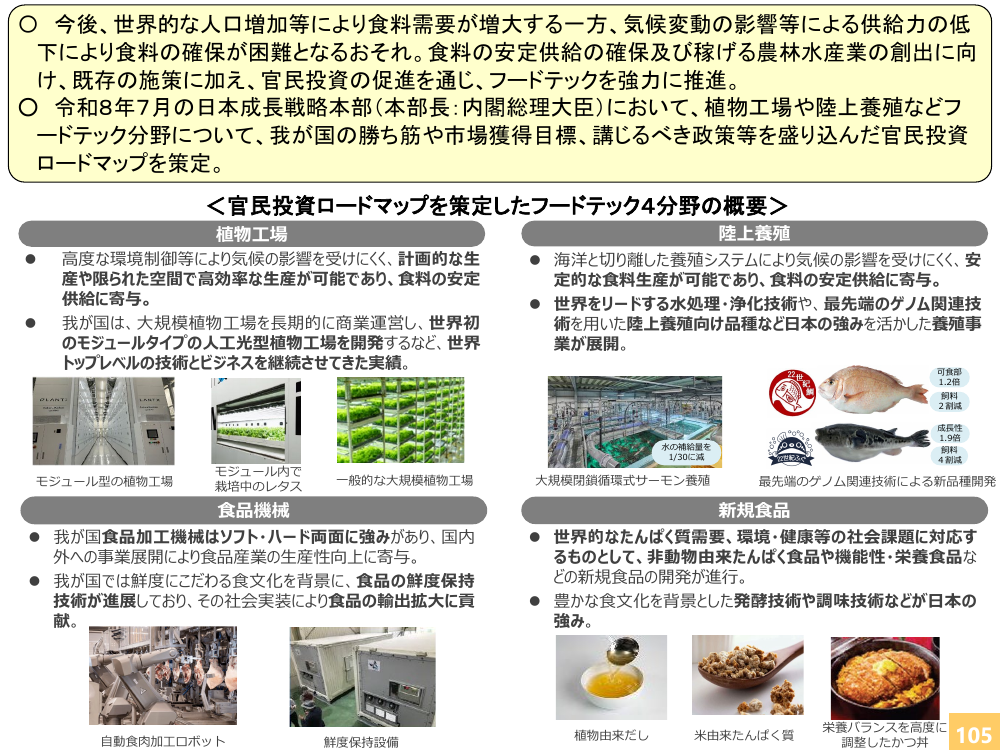 ○ 今後、世界的な人口増加等により食料需要が増大する一方、気候変動の影響等による供給力の低
下により食料の確保が困難となるおそれ。食料の安定供給の確保及び稼げる農林水産業の創出に向
け、既存の施策に加え、官民投資の促進を通じ、フードテックを強力に推進。
○ 令和８年７月の日本成長戦略本部（本部長：内閣総理大臣）において、植物工場や陸上養殖などフ
ードテック分野について、我が国の勝ち筋や市場獲得目標、講じるべき政策等を盛り込んだ官民投資
ロードマップを策定。
＜官民投資ロードマップを策定したフードテック４分野の概要＞
植物工場
● 高度な環境制御等により気候の影響を受けにくく、計画的な生
産や限られた空間で高効率な生産が可能であり、食料の安定
供給に寄与。
● 我が国は、大規模植物工場を長期的に商業運営し、世界初
のモジュールタイプの人工光型植物工場を開発するなど、世界
トップレベルの技術とビジネスを継続させてきた実績。
モジュール型の植物工場
モジュール内で
栽培中のレタス
一般的な大規模植物工場
陸上養殖
● 海洋と切り離した養殖システムにより気候の影響を受けにくく、安
定的な食料生産が可能であり、食料の安定供給に寄与。
● 世界をリードする水処理・浄化技術や、最先端のゲノム関連技
術を用いた陸上養殖向け品種など日本の強みを活かした養殖事
業が展開。
水の補給量を
1/30に減
大規模閉鎖循環式サーモン養殖
22世紀鯛
可食部
1.2倍
飼料
２割減
22世紀ふぐ
成長性
1.9倍
飼料
４割減
最先端のゲノム関連技術による新品種開発
食品機械
● 我が国食品加工機械はソフト・ハード両面に強みがあり、国内
外への事業展開により食品産業の生産性向上に寄与。
● 我が国では鮮度にこだわる食文化を背景に、食品の鮮度保持
技術が進展しており、その社会実装により食品の輸出拡大に貢
献。
自動食肉加工ロボット
鮮度保持設備
新規食品
● 世界的なたんぱく質需要、環境・健康等の社会課題に対応す
るものとして、非動物由来たんぱく食品や機能性・栄養食品な
どの新規食品の開発が進行。
● 豊かな食文化を背景とした発酵技術や調味技術などが日本の
強み。
植物由来だし
米由来たんぱく質
栄養バランスを高度に
調整したかつ丼
105